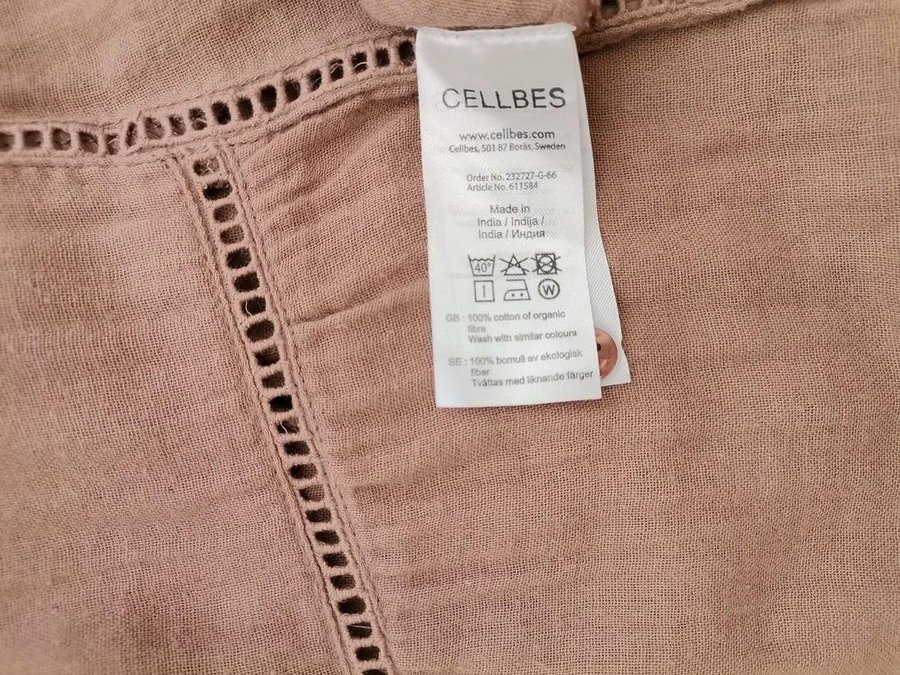 CELLBES
www.cellbes.com
Cellbes, 501 87 Borås, Sweden
Order No. 232727-G-66
Article No. 611584
Made in
India / Indija /
India / Индия
40°
W
GB : 100% cotton of organic
fibre
Wash with similar colours
SE : 100% bomull av ekologisk
fiber
Tvättas med liknande färger